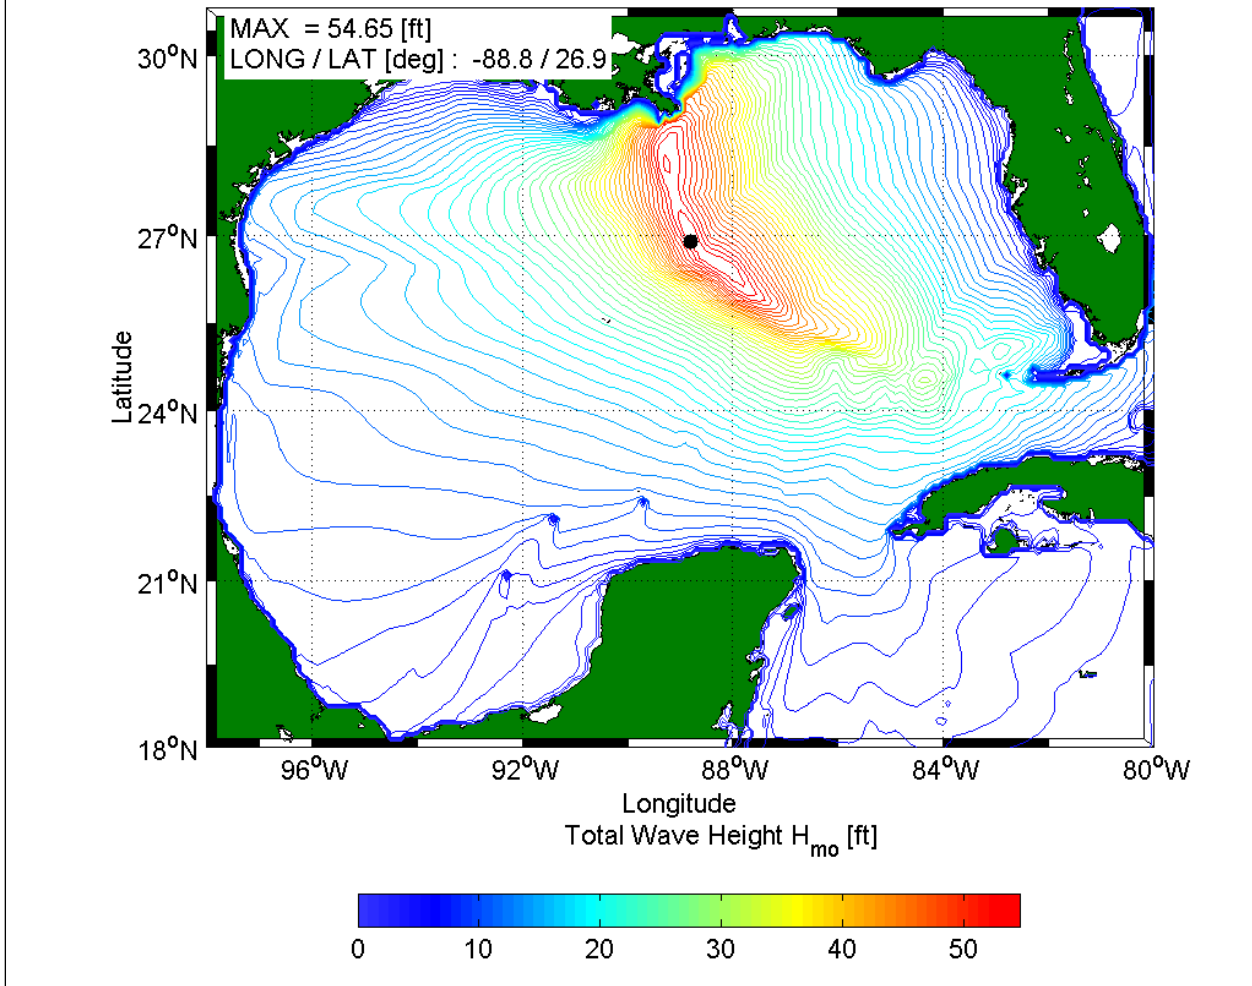 MAX = 54.65 [ft]
LONG / LAT [deg] : -88.8 / 26.9
30°N
27°N
24°N
21°N
18°N
Latitude
96°W 92°W 88°W 84°W 80°W
Longitude
Total Wave Height Hmo [ft]
0 10 20 30 40 50